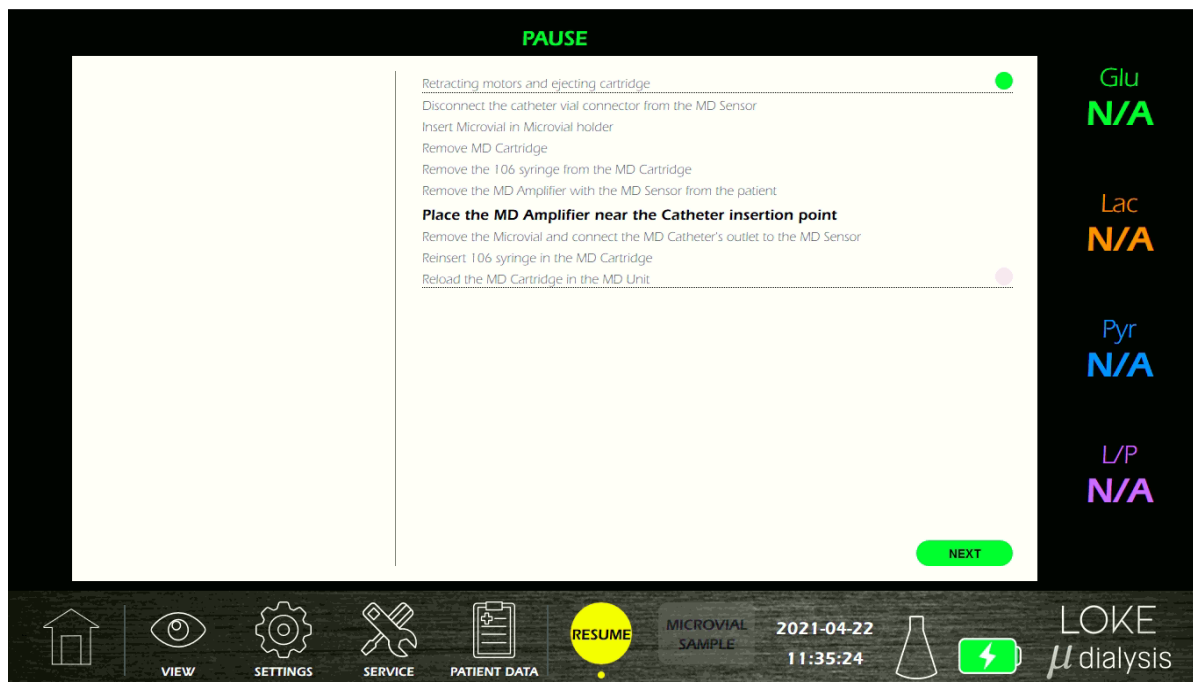 PAUSE
Retracting motors and ejecting cartridge
Disconnect the catheter vial connector from the MD Sensor
Insert Microvial in Microvial holder
Remove MD Cartridge
Remove the 106 syringe from the MD Cartridge
Remove the MD Amplifier with the MD Sensor from the patient
Place the MD Amplifier near the Catheter insertion point
Remove the Microvial and connect the MD Catheter's outlet to the MD Sensor
Reinsert 106 syringe in the MD Cartridge
Reload the MD Cartridge in the MD Unit
NEXT
Glu
N/A
Lac
N/A
Pyr
N/A
L/P
N/A
VIEW
SETTINGS
SERVICE
PATIENT DATA
RESUME
MICROVIAL
SAMPLE
2021-04-22
11:35:24
LOKE
μ dialysis